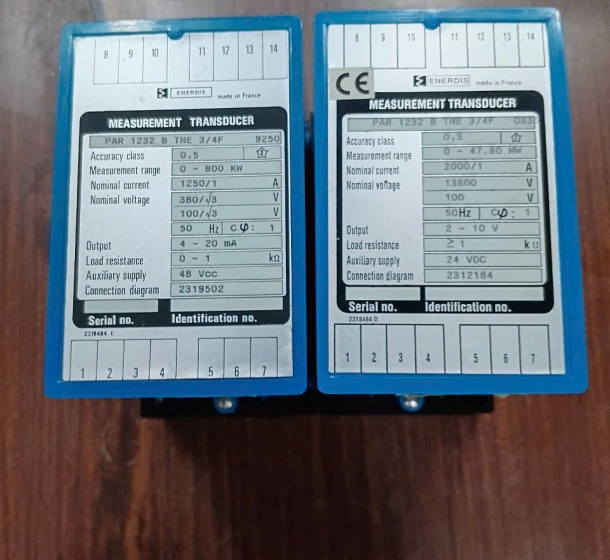 8 9 10 11 12 13 14
ENERDIS
made in France
MEASUREMENT TRANSDUCER
PAR 1232 B TNE 3/4F 9250
Accuracy class 0,5
Measurement range 0 - 800 KW
Nominal current 1250/1 A
Nominal voltage 380/√3 V
100/√3 V
50 Hz Cφ: 1
Output 4 - 20 mA
Load resistance 0 - 1 kΩ
Auxiliary supply 48 Vcc
Connection diagram 2319502
Serial no. Identification no.
1 2 3 4 5 6 7
8 9 10 11 12 13 14
CE
ENERDIS
made in France
MEASUREMENT TRANSDUCER
PAR 1232 B TNE 3/4F
Accuracy class 0,5
Measurement range 0 - 47.80 MW
Nominal current 2000/1 A
Nominal voltage 13800 V
100 V
50 Hz Cφ: 1
Output 2 - 10 V
Load resistance ≥ 1 kΩ
Auxiliary supply 24 VDC
Connection diagram 2312164
Serial no. Identification no.
2318484 D
1 2 3 4 5 6 7